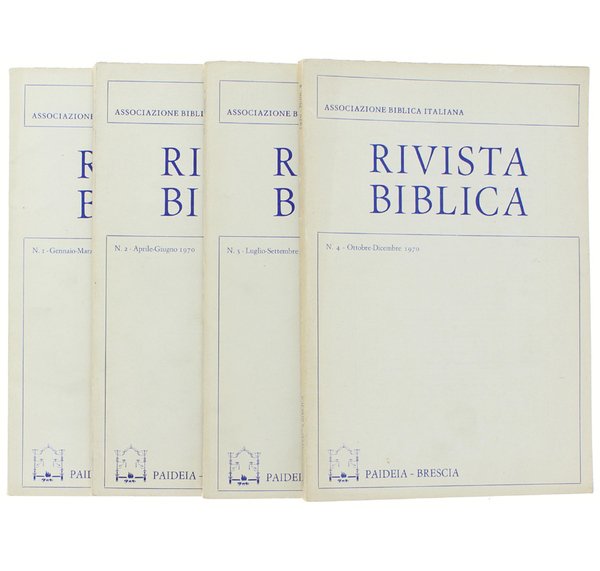 ASSOCIAZIONE
R
B
N. 1 - Gennaio-Marz
PAIDEIA
ASSOCIAZIONE BIBL
RI
BI
N. 2 - Aprile-Giugno 1970
PAIDEIA -
ASSOCIAZIONE B
R
B
N. 3 - Luglio-Settembre
PAIDEI
ASSOCIAZIONE BIBLICA ITALIANA
RIVISTA
BIBLICA
N. 4 - Ottobre-Dicembre 1970
PAIDEIA - BRESCIA